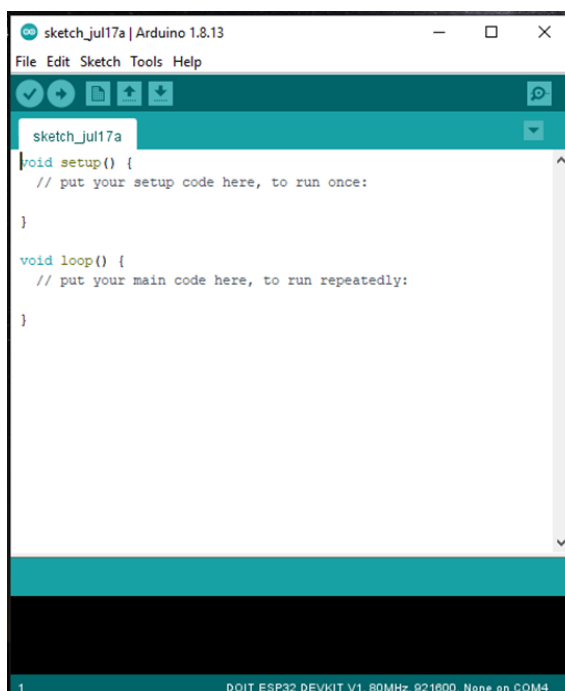 sketch_jul17a | Arduino 1.8.13
File Edit Sketch Tools Help
sketch_jul17a
void setup() {
// put your setup code here, to run once:
}
void loop() {
// put your main code here, to run repeatedly:
}
1 DOIT ESP32 DEVKIT V1, 80MHz, 921600, None on COM4